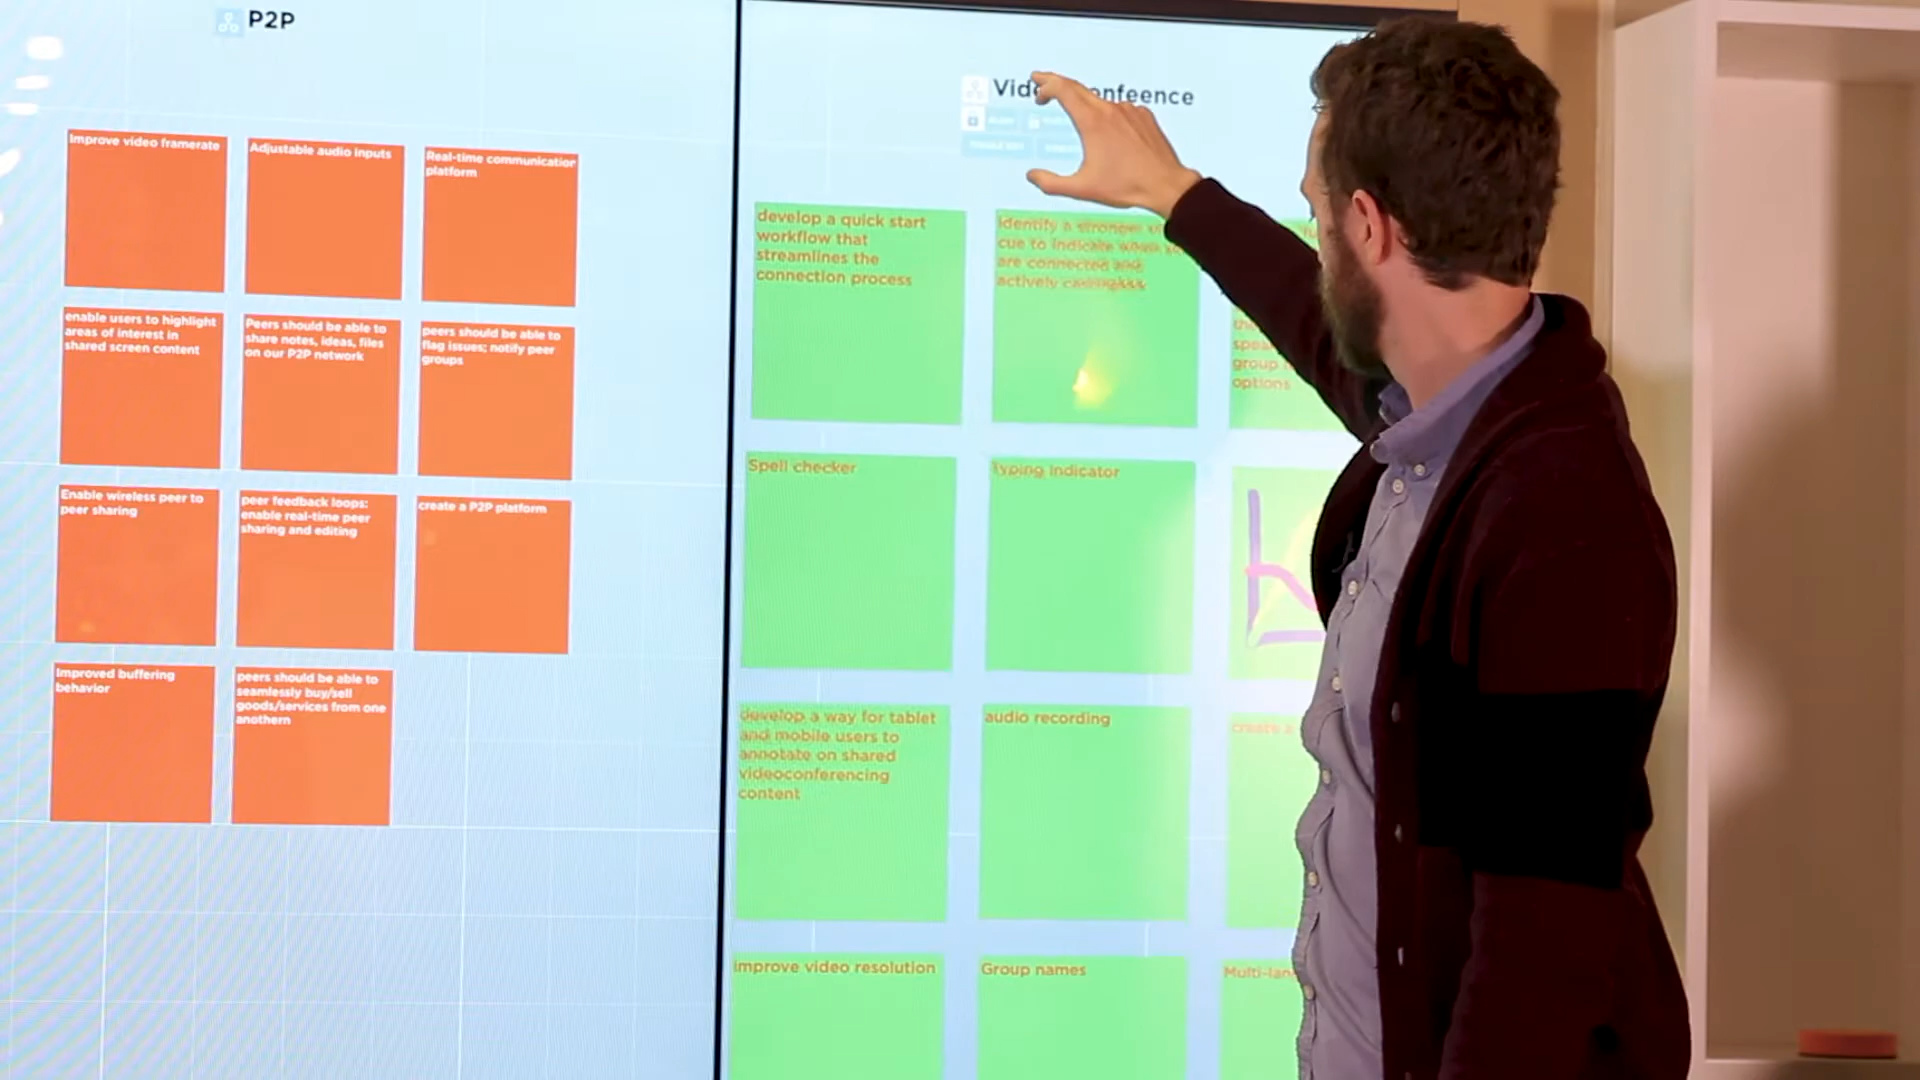 P2P
Improve video framerate
Adjustable audio inputs
Real-time communication
platform
enable users to highlight
areas of interest in
shared screen content
Peers should be able to
share notes, ideas, files
on our P2P network
peers should be able to
flag issues; notify peer
groups
Enable wireless peer to
peer sharing
peer feedback loops:
enable real-time peer
sharing and editing
create a P2P platform
Improved buffering
behavior
peers should be able to
seamlessly buy/sell
goods/services from one
anothern
develop a quick start
workflow that
streamlines the
connection process
identify a stronger
cue to indicate when
are connected and
actively
group
options
Spell checker
Typing Indicator
develop a way for tablet
and mobile users to
annotate on shared
videoconferencing
content
audio recording
create a
improve video resolution
Group names